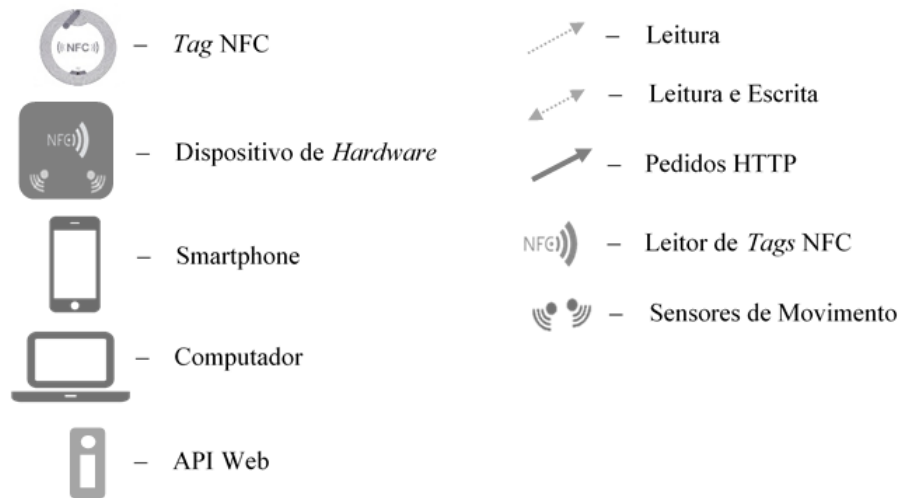 NFC – Tag NFC
NFC – Dispositivo de Hardware
– Smartphone
– Computador
– API Web
– Leitura
– Leitura e Escrita
– Pedidos HTTP
NFC – Leitor de Tags NFC
– Sensores de Movimento